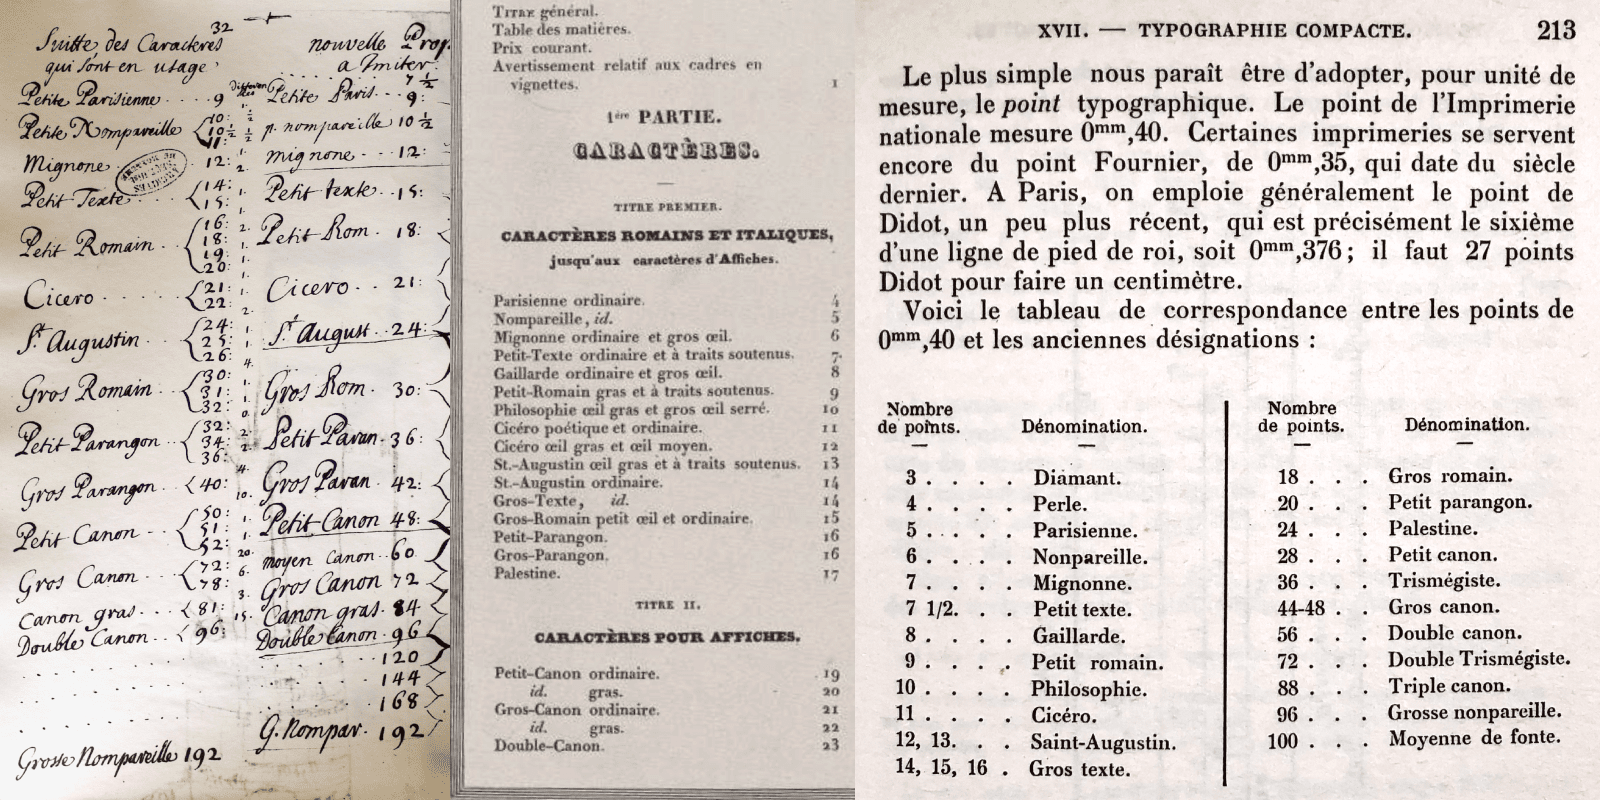 32
Suitte des Caracteres
qui sont en usage
Petite Parisienne .... 9
Petite Nompareille 10: 10½ 11:
Mignone 12:
Petit Texte 14: 15:
Petit Romain 16: 18: 19: 20:
Cicero ..... 21: 22:
St. Augustin 24: 25: 26:
Gros Romain 30: 31: 32:
Petit Parangon 32: 34: 36:
Gros Parangon 40:
Petit Canon 50: 51: 52:
Gros Canon 72: 78:
Canon gras 81:
Double Canon 96:
Grosse Nompareille 192
nouvelle Prop
a Imiter
7½
Petite Paris. 9:
p. nompareille 10½
mignone 12:
Petit texte 15:
Petit Rom. 18:
Cicero 21:
St. August. 24:
Gros Rom. 30:
Petit Paran. 36:
Gros Paran 42:
Petit Canon 48:
moyen Canon 60
Gros Canon 72
Canon gras. 84
Double Canon 96
120
144
168
G. Nompar. 192
Titre général.
Table des matières.
Prix courant.
Avertissement relatif aux cadres en
vignettes. 1
1ère PARTIE.
CARACTÈRES.
TITRE PREMIER.
CARACTÈRES ROMAINS ET ITALIQUES,
jusqu'aux caractères d'Affiches.
Parisienne ordinaire. 4
Nompareille, id. 5
Mignonne ordinaire et gros œil. 6
Petit-Texte ordinaire et à traits soutenus. 7
Gaillarde ordinaire et gros œil. 8
Petit-Romain gras et à traits soutenus. 9
Philosophie œil gras et gros œil serré. 10
Cicéro poétique et ordinaire. 11
Cicéro œil gras et œil moyen. 12
St.-Augustin œil gras et à traits soutenus. 13
St.-Augustin ordinaire. 14
Gros-Texte, id. 14
Gros-Romain petit œil et ordinaire. 15
Petit-Parangon. 16
Gros-Parangon. 16
Palestine. 17
TITRE II.
CARACTÈRES POUR AFFICHES.
Petit-Canon ordinaire. 19
id. gras. 20
Gros-Canon ordinaire. 21
id. gras. 22
Double-Canon. 23
XVII. — TYPOGRAPHIE COMPACTE. 213
Le plus simple nous paraît être d'adopter, pour unité de
mesure, le point typographique. Le point de l'Imprimerie
nationale mesure 0mm,40. Certaines imprimeries se servent
encore du point Fournier, de 0mm,35, qui date du siècle
dernier. A Paris, on emploie généralement le point de
Didot, un peu plus récent, qui est précisément le sixième
d'une ligne de pied de roi, soit 0mm,376; il faut 27 points
Didot pour faire un centimètre.
Voici le tableau de correspondance entre les points de
0mm,40 et les anciennes désignations :
Nombre
de points. Dénomination.
3 . . . . Diamant.
4 . . . . Perle.
5 . . . . Parisienne.
6 . . . . Nonpareille.
7 . . . . Mignonne.
7 1/2. . . Petit texte.
8 . . . . Gaillarde.
9 . . . . Petit romain.
10 . . . . Philosophie.
11 . . . . Cicéro.
12, 13. . . Saint-Augustin.
14, 15, 16 . Gros texte.
Nombre
de points. Dénomination.
18 . . . Gros romain.
20 . . . Petit parangon.
24 . . . Palestine.
28 . . . Petit canon.
36 . . . Trismégiste.
44-48 . . Gros canon.
56 . . . Double canon.
72 . . . Double Trismégiste.
88 . . . Triple canon.
96 . . . Grosse nonpareille.
100 . . . Moyenne de fonte.